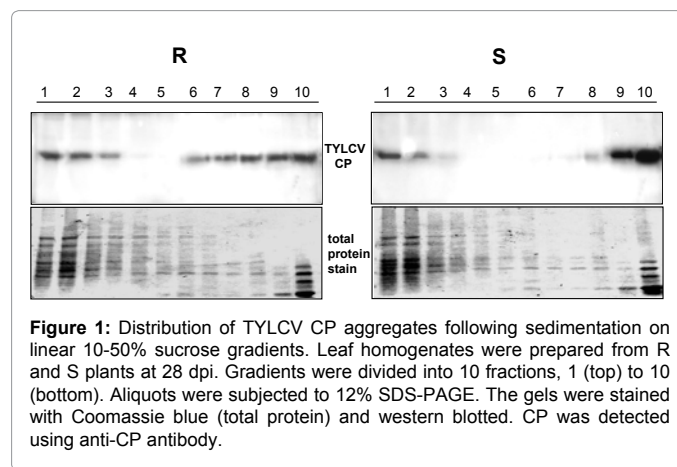 R
S
1 2 3 4 5 6 7 8 9 10
1 2 3 4 5 6 7 8 9 10
TYLCV
CP
total
protein
stain
Figure 1: Distribution of TYLCV CP aggregates following sedimentation on
linear 10-50% sucrose gradients. Leaf homogenates were prepared from R
and S plants at 28 dpi. Gradients were divided into 10 fractions, 1 (top) to 10
(bottom). Aliquots were subjected to 12% SDS-PAGE. The gels were stained
with Coomassie blue (total protein) and western blotted. CP was detected
using anti-CP antibody.